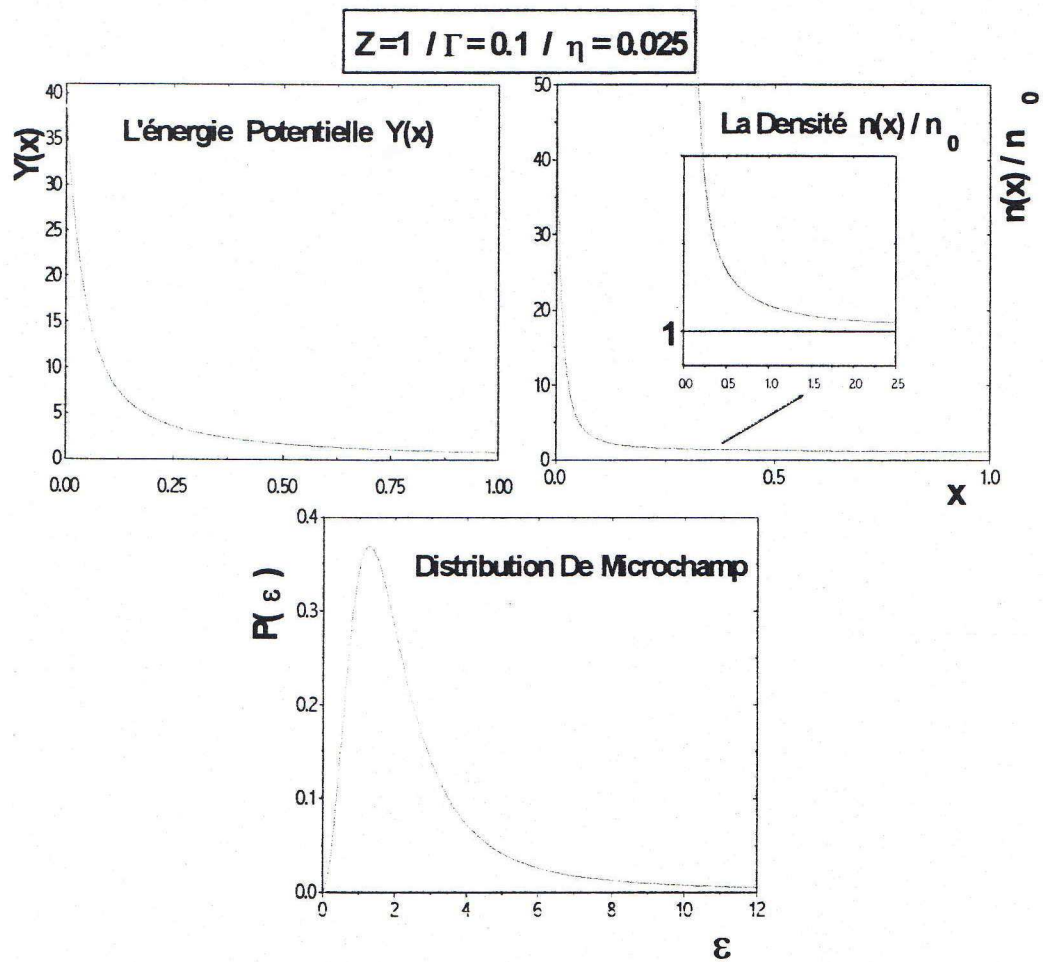 Z=1 / Γ=0.1 / η=0.025
L'énergie Potentielle Y(x)
Y(x)
40
35
30
25
20
15
10
5
0
0.00 0.25 0.50 0.75 1.00
La Densité n(x) / n0
n(x) / n0
50
40
30
20
10
0
0.0 0.5 1.0
x
1
0.0 0.5 1.0 1.5 2.0 2.5
Distribution De Microchamp
P( ε )
0.4
0.3
0.2
0.1
0.0
0 2 4 6 8 10 12
ε